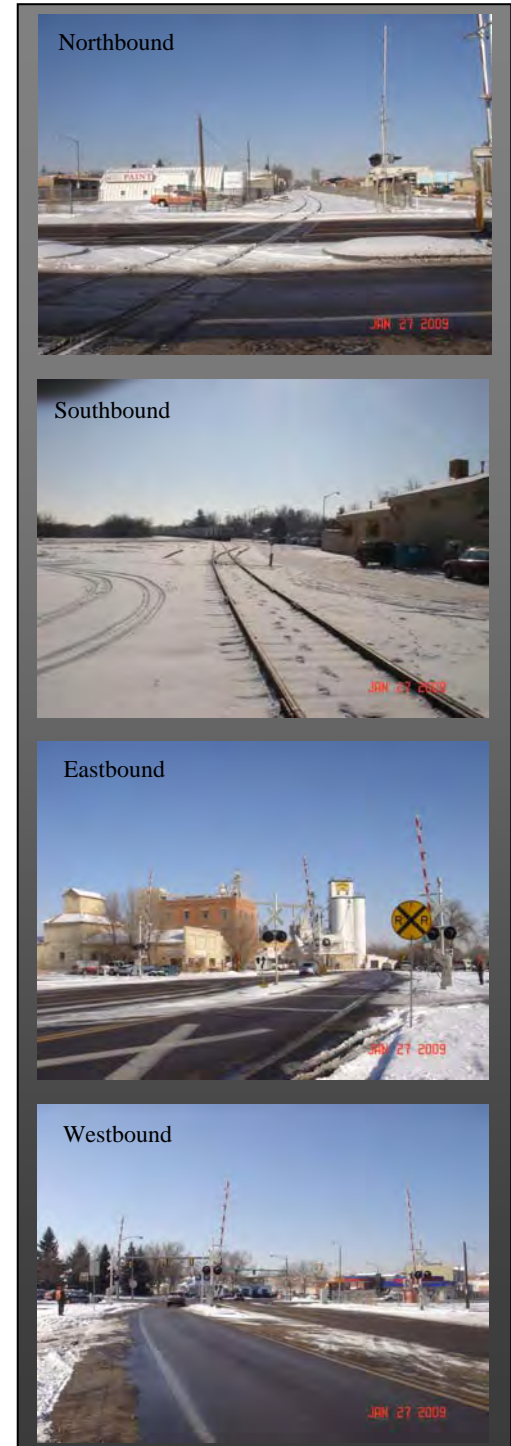 Northbound
PAINT
JAN 27 2009
Southbound
JAN 27 2009
Eastbound
R R
JAN 27 2009
Westbound
JAN 27 2009